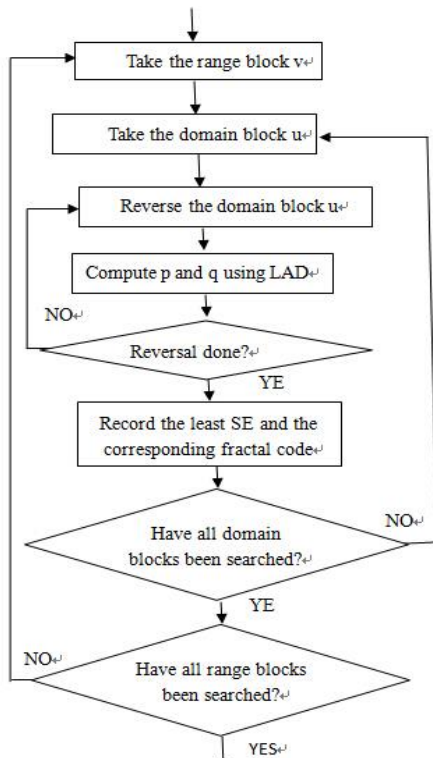 Take the range block v↵
Take the domain block u↵
Reverse the domain block u↵
Compute p and q using LAD↵
NO↵
Reversal done?↵
YE
Record the least SE and the
corresponding fractal code↵
Have all domain
blocks been searched?↵
NO↵
YE
NO↵
Have all range blocks
been searched?↵
YES↵